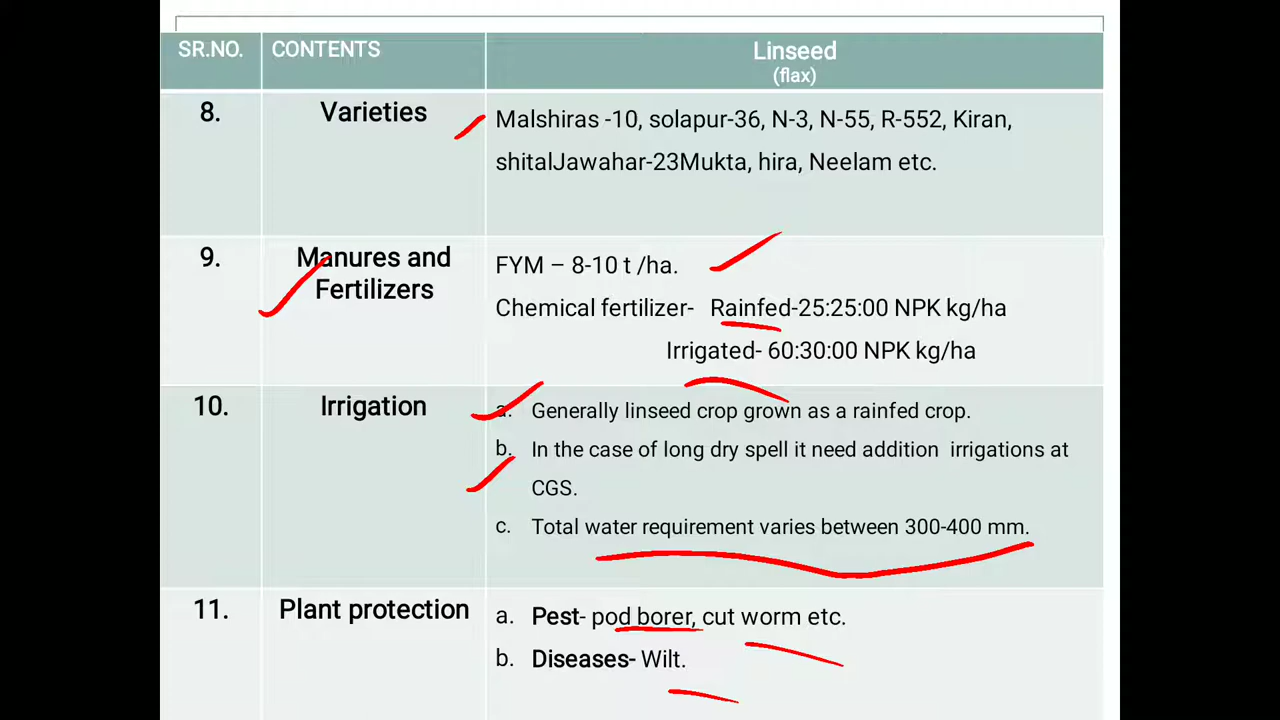 SR.NO. CONTENTS Linseed
(flax)
8. Varieties Malshiras -10, solapur-36, N-3, N-55, R-552, Kiran,
shitalJawahar-23Mukta, hira, Neelam etc.
9. Manures and FYM – 8-10 t /ha.
Fertilizers
Chemical fertilizer- Rainfed-25:25:00 NPK kg/ha
Irrigated- 60:30:00 NPK kg/ha
10. Irrigation a. Generally linseed crop grown as a rainfed crop.
b. In the case of long dry spell it need addition irrigations at
CGS.
c. Total water requirement varies between 300-400 mm.
11. Plant protection a. Pest- pod borer, cut worm etc.
b. Diseases- Wilt.